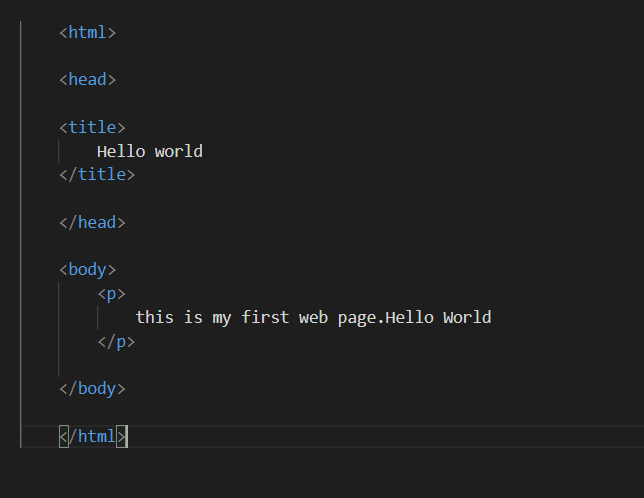 <html>
<head>
<title>
Hello world
</title>
</head>
<body>
<p>
this is my first web page.Hello World
</p>
</body>
</html>